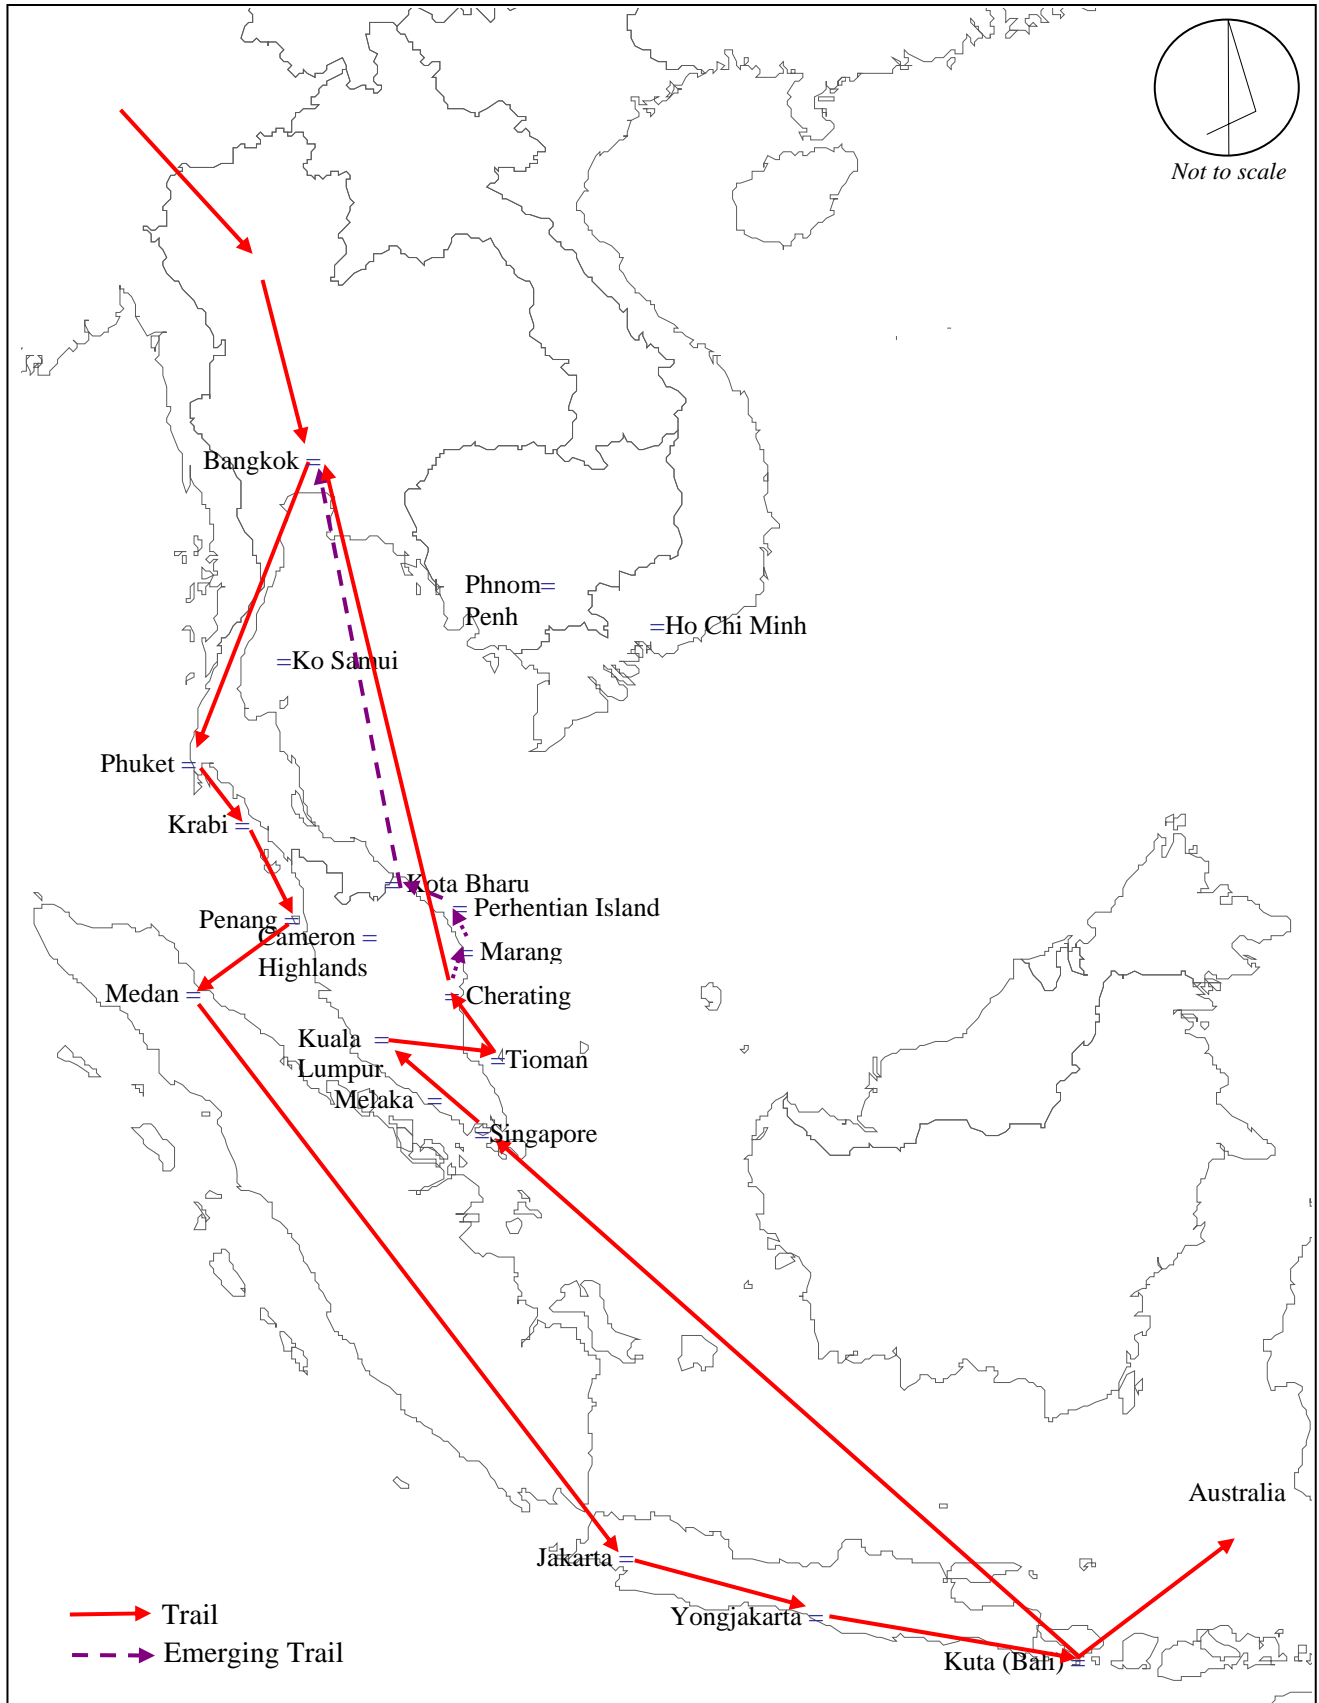 Not to scale
Bangkok
Phnom
Penh
Ho Chi Minh
Ko Samui
Phuket
Krabi
Kota Bharu
Perhentian Island
Penang
Cameron
Highlands
Marang
Medan
Cherating
Kuala
Lumpur
Tioman
Melaka
Singapore
Australia
Jakarta
Yongjakarta
Kuta (Bali)
Trail
Emerging Trail